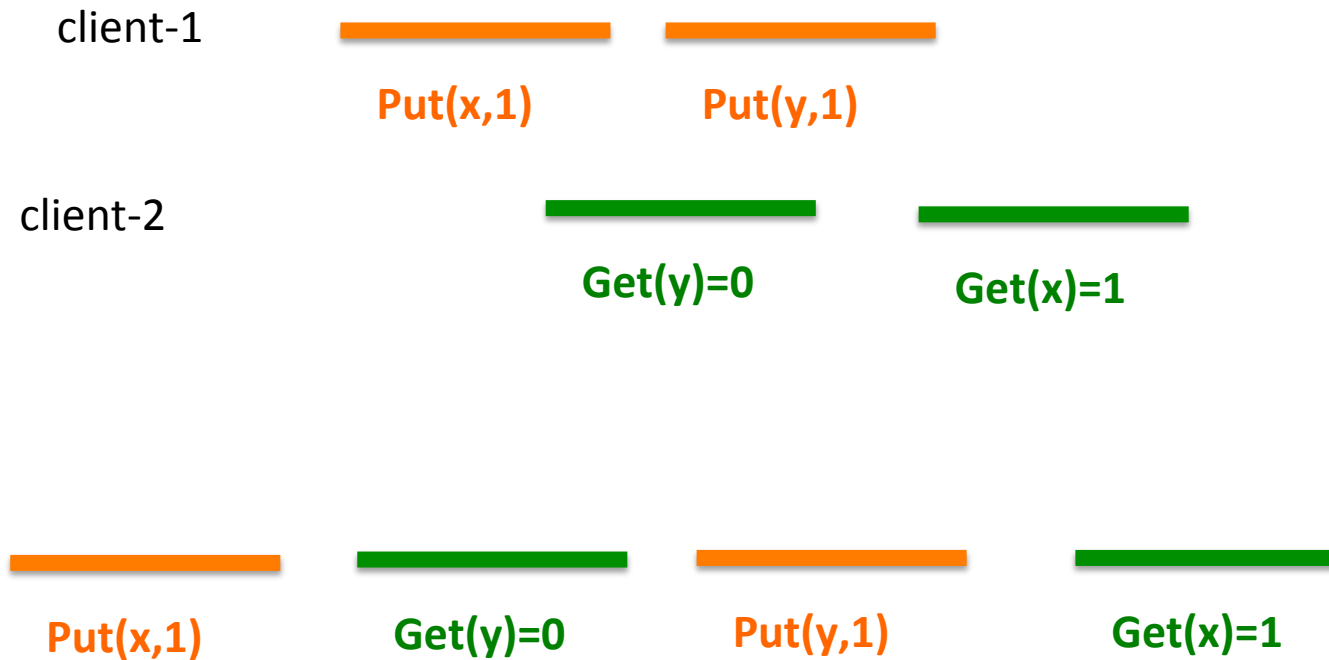 client-1
Put(x,1) Put(y,1)
client-2
Get(y)=0 Get(x)=1
Put(x,1) Get(y)=0 Put(y,1) Get(x)=1